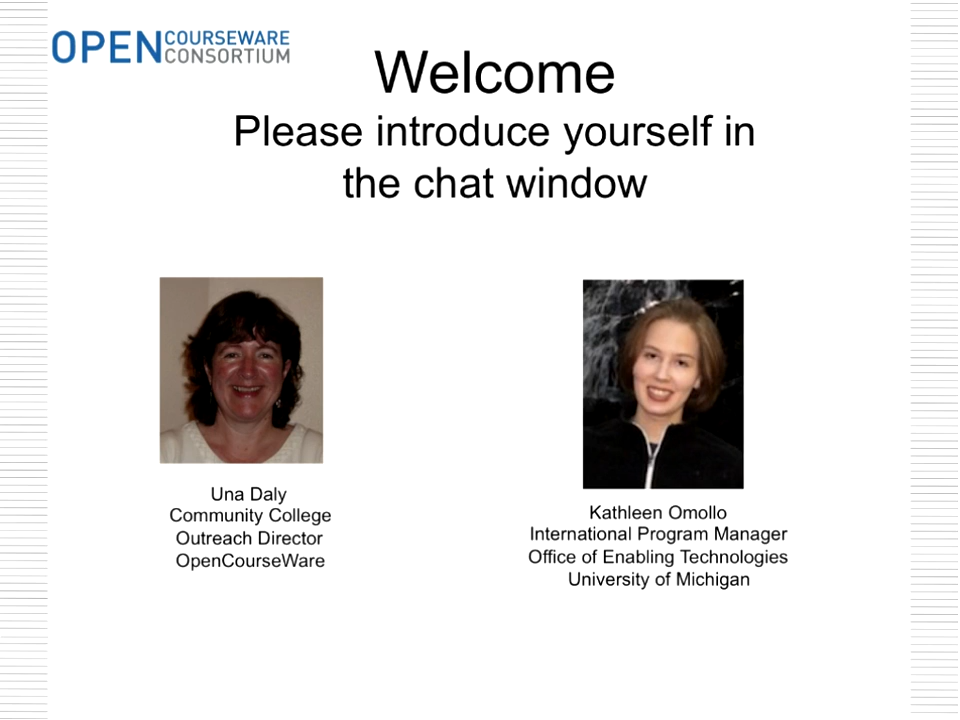 OPEN COURSEWARE
CONSORTIUM
Welcome
Please introduce yourself in
the chat window
Una Daly
Community College
Outreach Director
OpenCourseWare
Kathleen Omollo
International Program Manager
Office of Enabling Technologies
University of Michigan